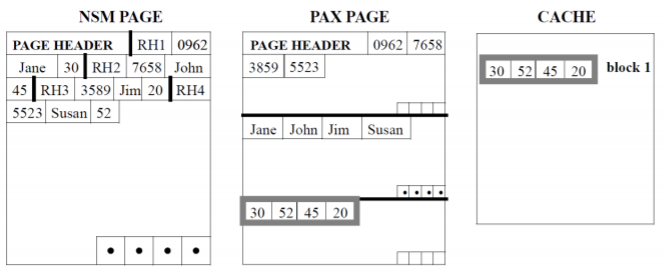 NSM PAGE
PAGE HEADER RH1 0962
Jane 30 RH2 7658 John
45 RH3 3589 Jim 20 RH4
5523 Susan 52
PAX PAGE
PAGE HEADER 0962 7658
3859 5523
Jane John Jim Susan
30 52 45 20
CACHE
30 52 45 20 block 1